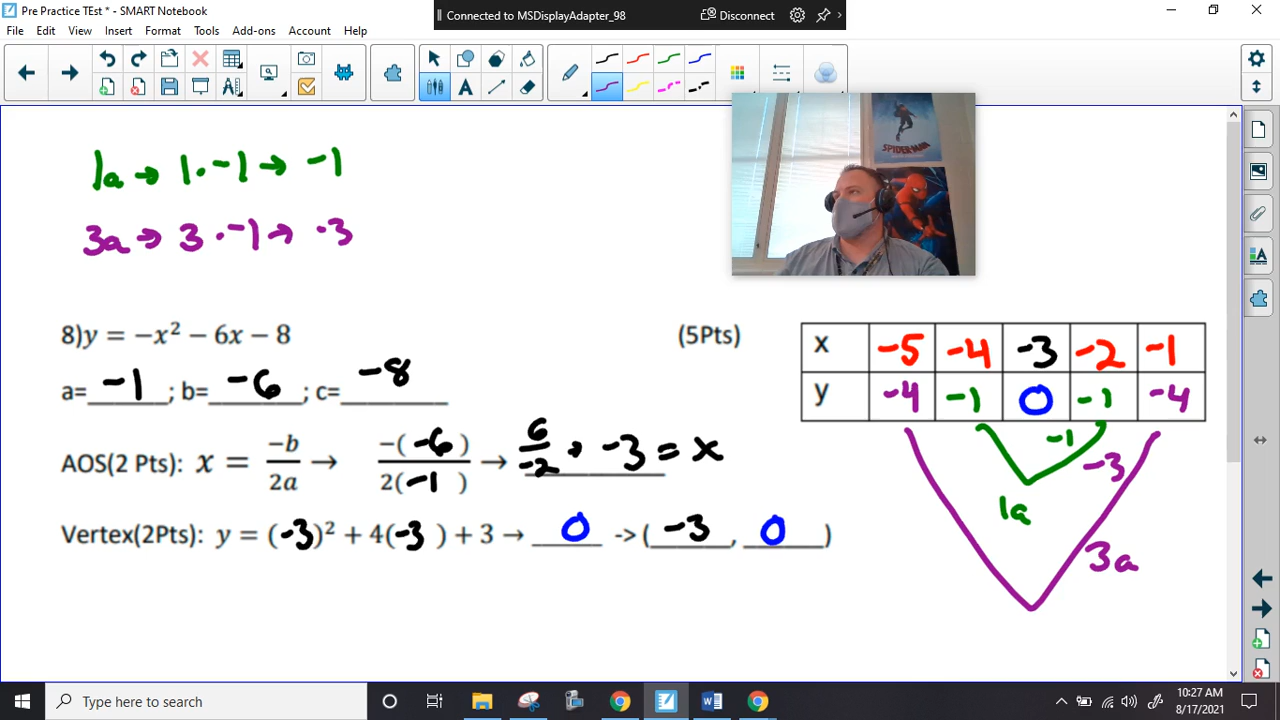 Pre Practice TEst * - SMART Notebook
Connected to MSDisplayAdapter_98 Disconnect
File Edit View Insert Format Tools Add-ons Account Help
SPIDER-MAN
1a → 1 · -1 → -1
3a → 3 · -1 → -3
8)y = −x² − 6x − 8 (5Pts)
a= -1 ; b= -6 ; c= -8
x -5 -4 -3 -2 -1
y -4 -1 0 -1 -4
AOS(2 Pts): x = −b/2a → −(-6)/2(-1) → 6/-2 → -3 = x
Vertex(2Pts): y = (-3)² + 4(-3) + 3 → 0 -> ( -3 , 0 )
-1
-3
1a
3a
Type here to search
10:27 AM
8/17/2021